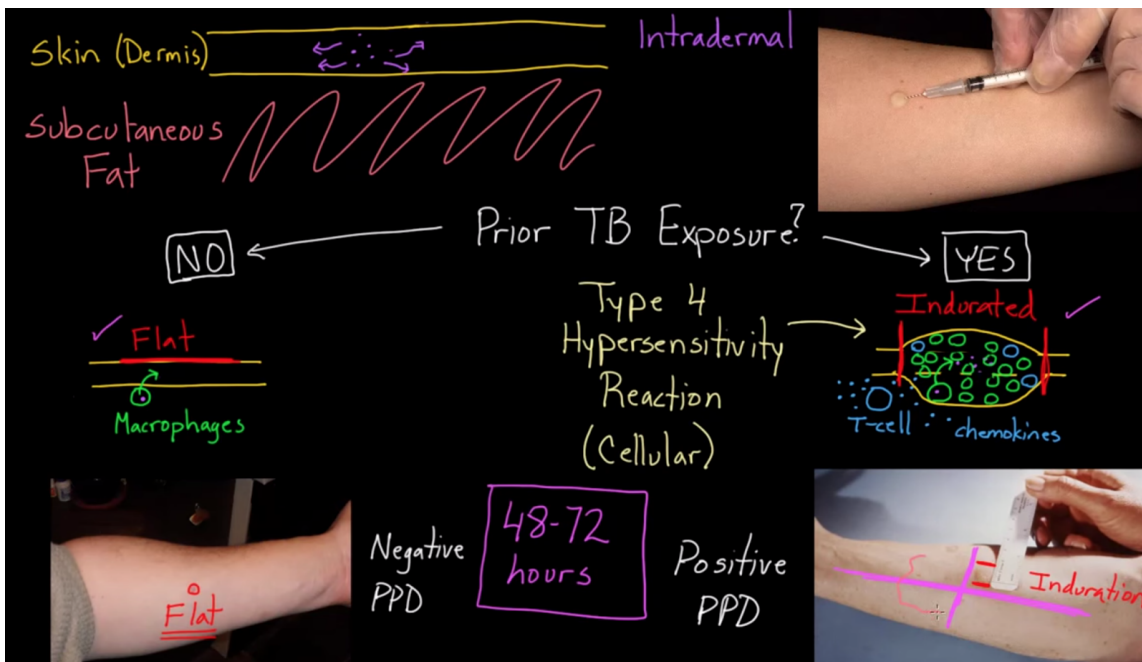 Skin (Dermis)
Intradermal
Subcutaneous
Fat
Prior TB Exposure?
NO
YES
Flat
Macrophages
Type 4
Hypersensitivity
Reaction
(Cellular)
Indurated
T-cell
chemokines
Flat
Negative
PPD
48-72
hours
Positive
PPD
Induration